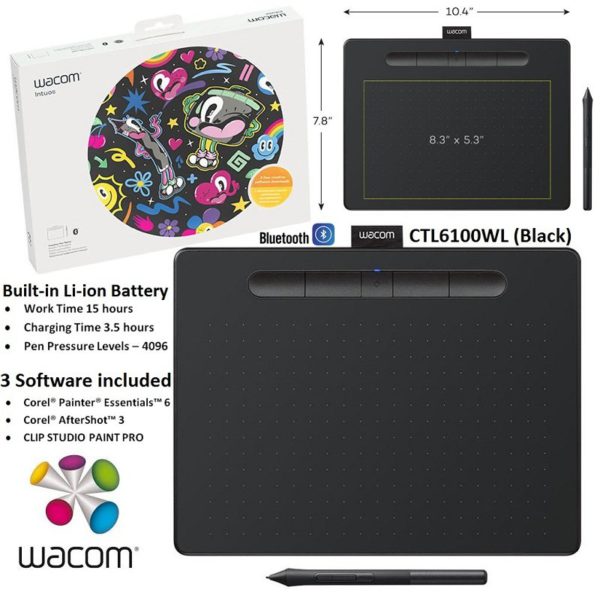 wacom
Intuos
10.4"
wacom
7.8"
8.3" x 5.3"
Bluetooth
wacom
CTL6100WL (Black)
Built-in Li-ion Battery
• Work Time 15 hours
• Charging Time 3.5 hours
• Pen Pressure Levels – 4096
3 Software included
• Corel® Painter® Essentials™ 6
• Corel® AfterShot™ 3
• CLIP STUDIO PAINT PRO
wacom®